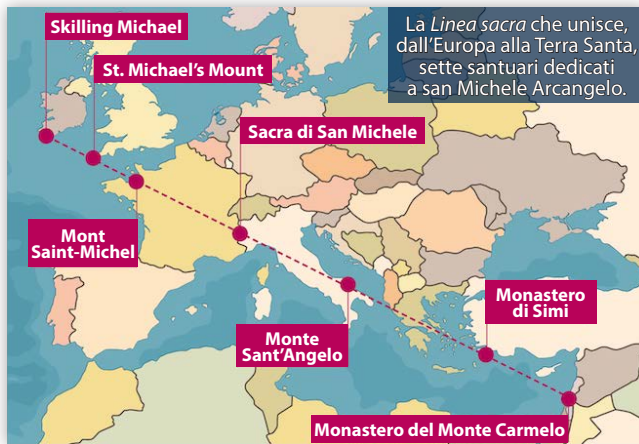 Skilling Michael
La Linea sacra che unisce,
dall'Europa alla Terra Santa,
sette santuari dedicati
a san Michele Arcangelo.
St. Michael's Mount
Sacra di San Michele
Mont
Saint-Michel
Monte
Sant'Angelo
Monastero
di Simi
Monastero del Monte Carmelo